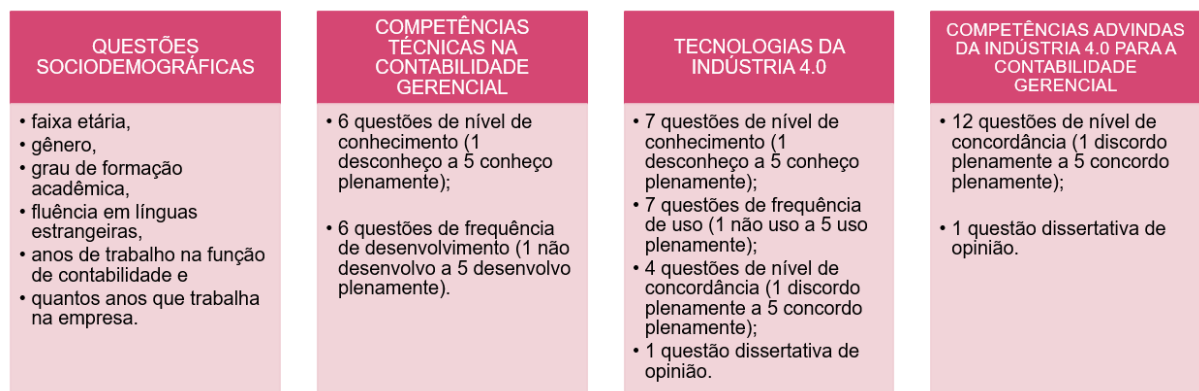 QUESTÕES
SOCIODEMOGRÁFICAS
• faixa etária,
• gênero,
• grau de formação
acadêmica,
• fluência em línguas
estrangeiras,
• anos de trabalho na função
de contabilidade e
• quantos anos que trabalha
na empresa.
COMPETÊNCIAS
TÉCNICAS NA
CONTABILIDADE
GERENCIAL
• 6 questões de nível de
conhecimento (1
desconheço a 5 conheço
plenamente);
• 6 questões de frequência
de desenvolvimento (1 não
desenvolvo a 5 desenvolvo
plenamente).
TECNOLOGIAS DA
INDÚSTRIA 4.0
• 7 questões de nível de
conhecimento (1
desconheço a 5 conheço
plenamente);
• 7 questões de frequência
de uso (1 não uso a 5 uso
plenamente);
• 4 questões de nível de
concordância (1 discordo
plenamente a 5 concordo
plenamente);
• 1 questão dissertativa de
opinião.
COMPETÊNCIAS ADVINDAS
DA INDÚSTRIA 4.0 PARA A
CONTABILIDADE
GERENCIAL
• 12 questões de nível de
concordância (1 discordo
plenamente a 5 concordo
plenamente);
• 1 questão dissertativa de
opinião.